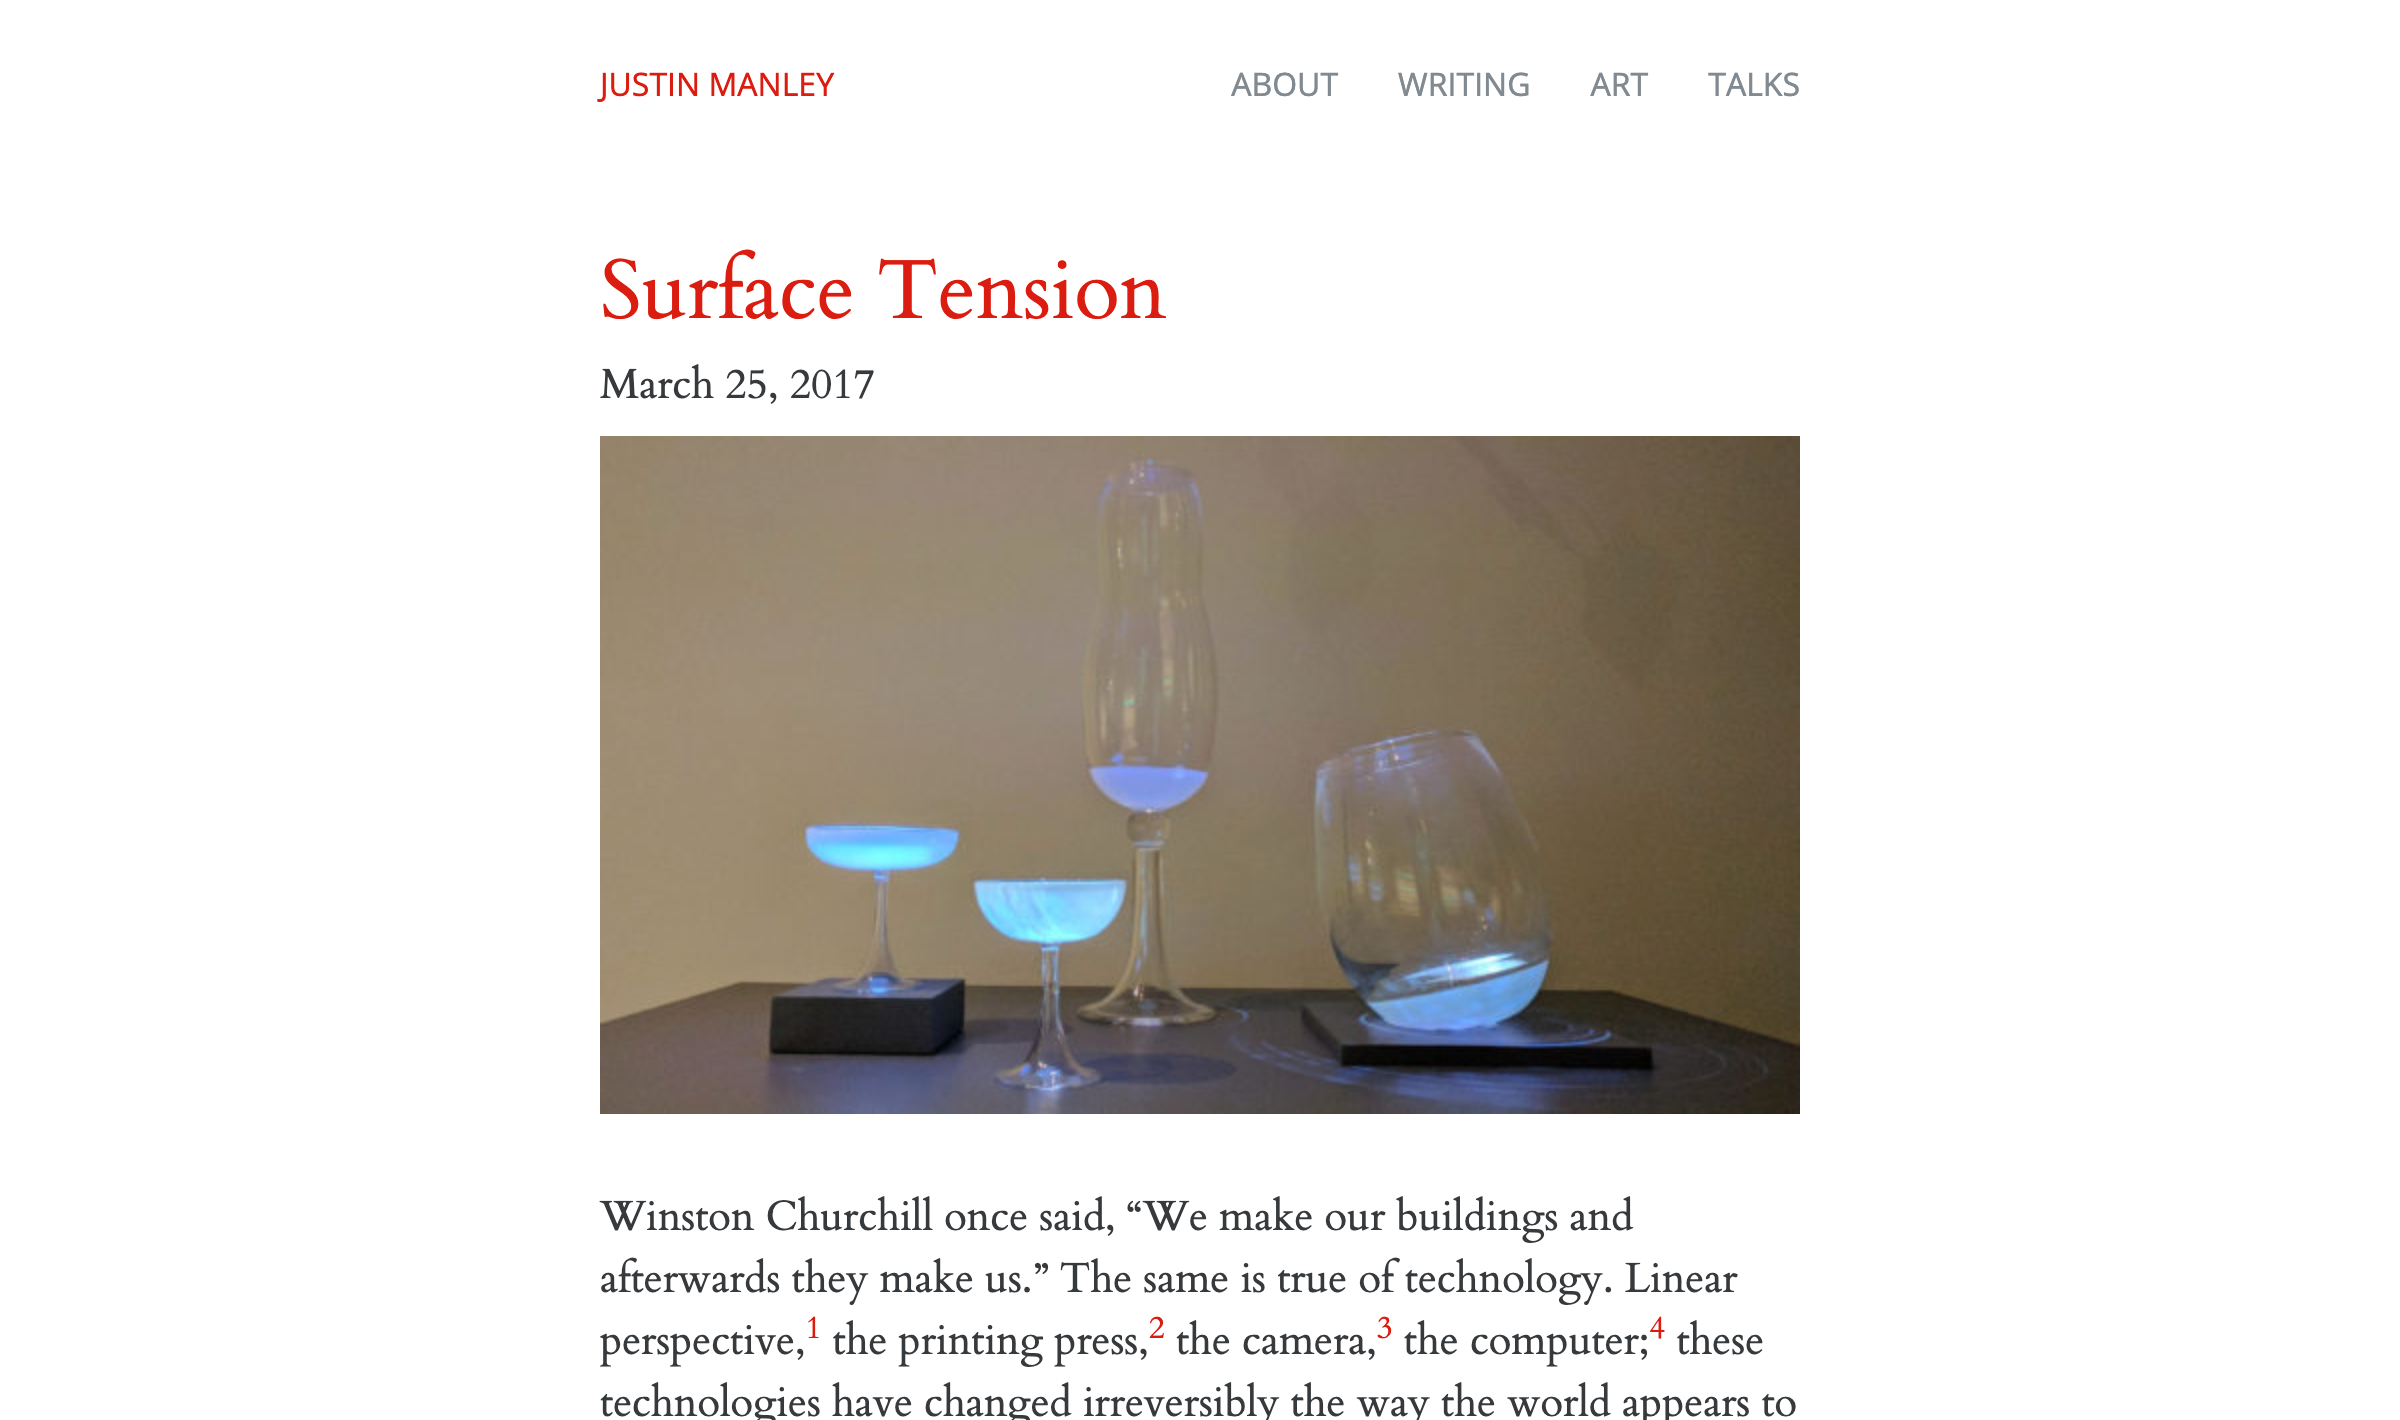 JUSTIN MANLEY
ABOUT WRITING ART TALKS
Surface Tension
March 25, 2017
Winston Churchill once said, “We make our buildings and
afterwards they make us.” The same is true of technology. Linear
perspective,1 the printing press,2 the camera,3 the computer;4 these
technologies have changed irreversibly the way the world appears to